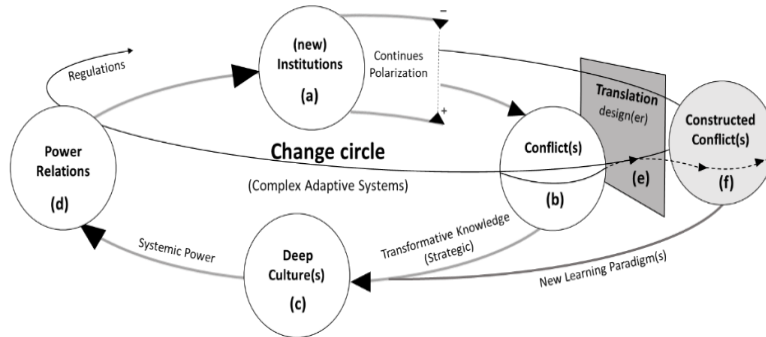 Regulations
(new)
Institutions
(a)
−
Continues
Polarization
+
Translation
design(er)
(e)
Constructed
Conflict(s)
(f)
Power
Relations
(d)
Change circle
(Complex Adaptive Systems)
Conflict(s)
(b)
Systemic Power
Deep
Culture(s)
(c)
Transformative Knowledge
(Strategic)
New Learning Paradigm(s)